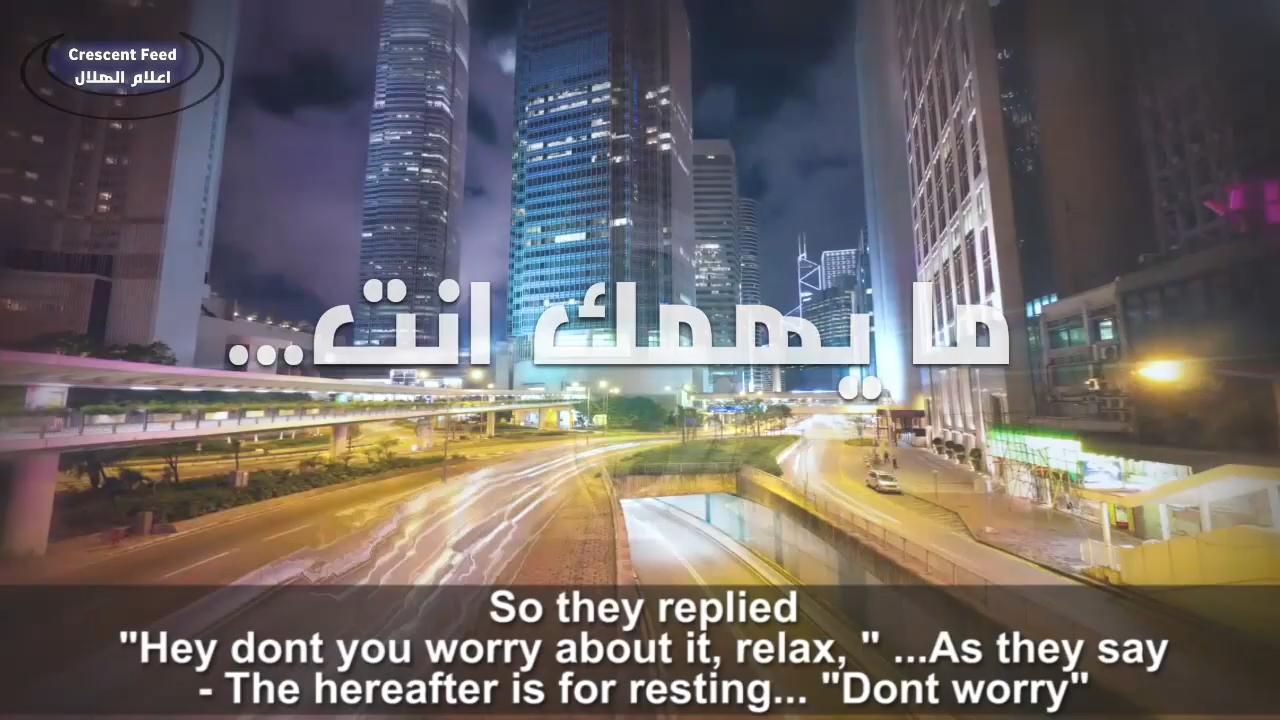 Crescent Feed
اعلام الهلال
ما يهمك انت...
So they replied
"Hey dont you worry about it, relax, " ...As they say
- The hereafter is for resting... "Dont worry"